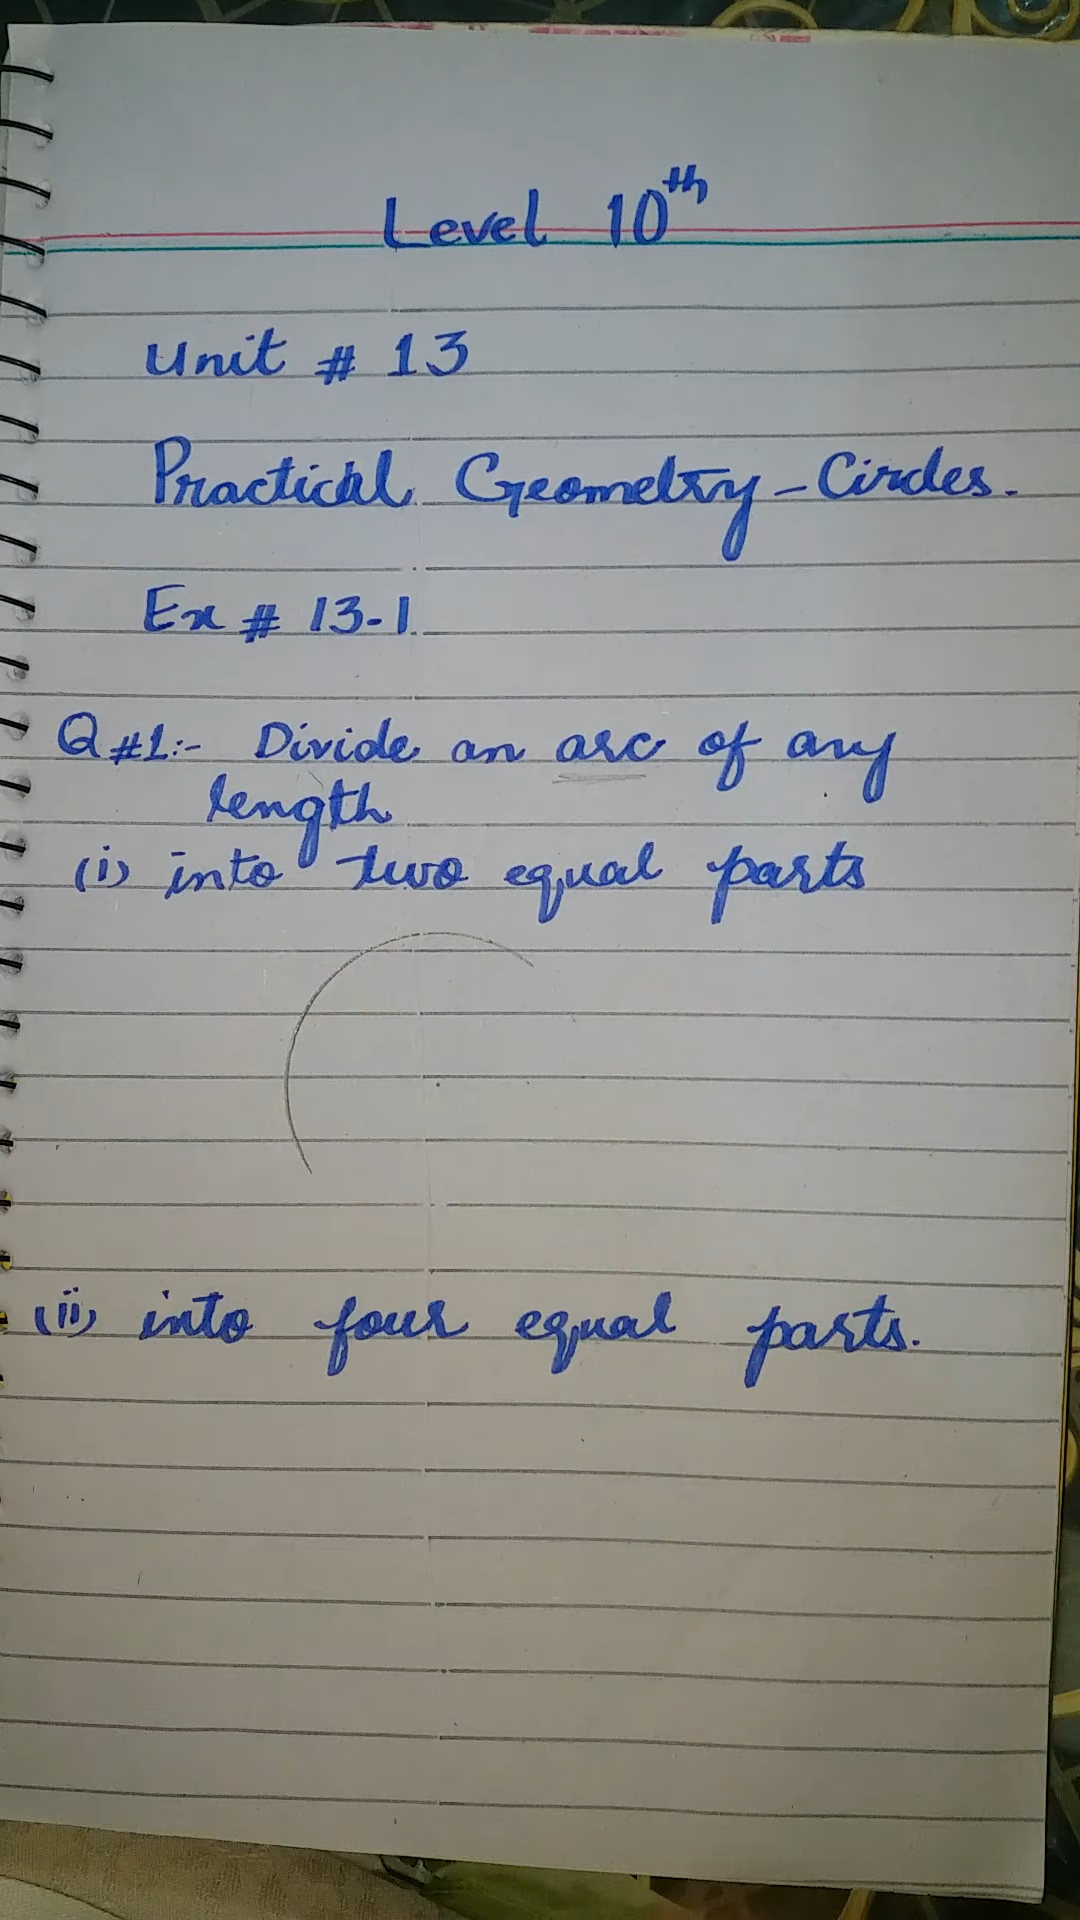 Level 10th
Unit # 13
Practical Geometry-Circles.
Ex # 13-1.
Q#1:- Divide an arc of any
length
(i) into two equal parts
(ii) into four equal parts.